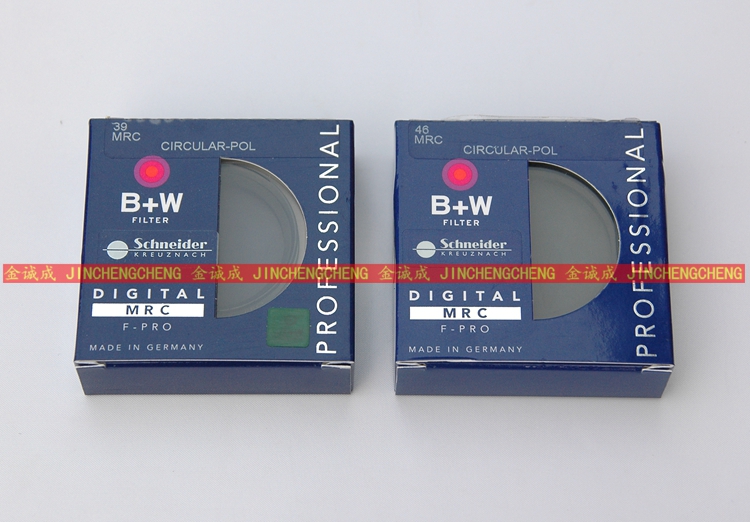 39
MRC
CIRCULAR-POL
B+W
FILTER
Schneider
KREUZNACH
DIGITAL
MRC
F-PRO
MADE IN GERMANY
PROFESSIONAL
46
MRC
CIRCULAR-POL
B+W
FILTER
Schneider
KREUZNACH
DIGITAL
MRC
F-PRO
MADE IN GERMANY
PROFESSIONAL
金诚成 JINCHENGCHENG 金诚成 JINCHENGCHENG 金诚成 JINCHENGCHENG 金诚成 JINCHENGCHENG